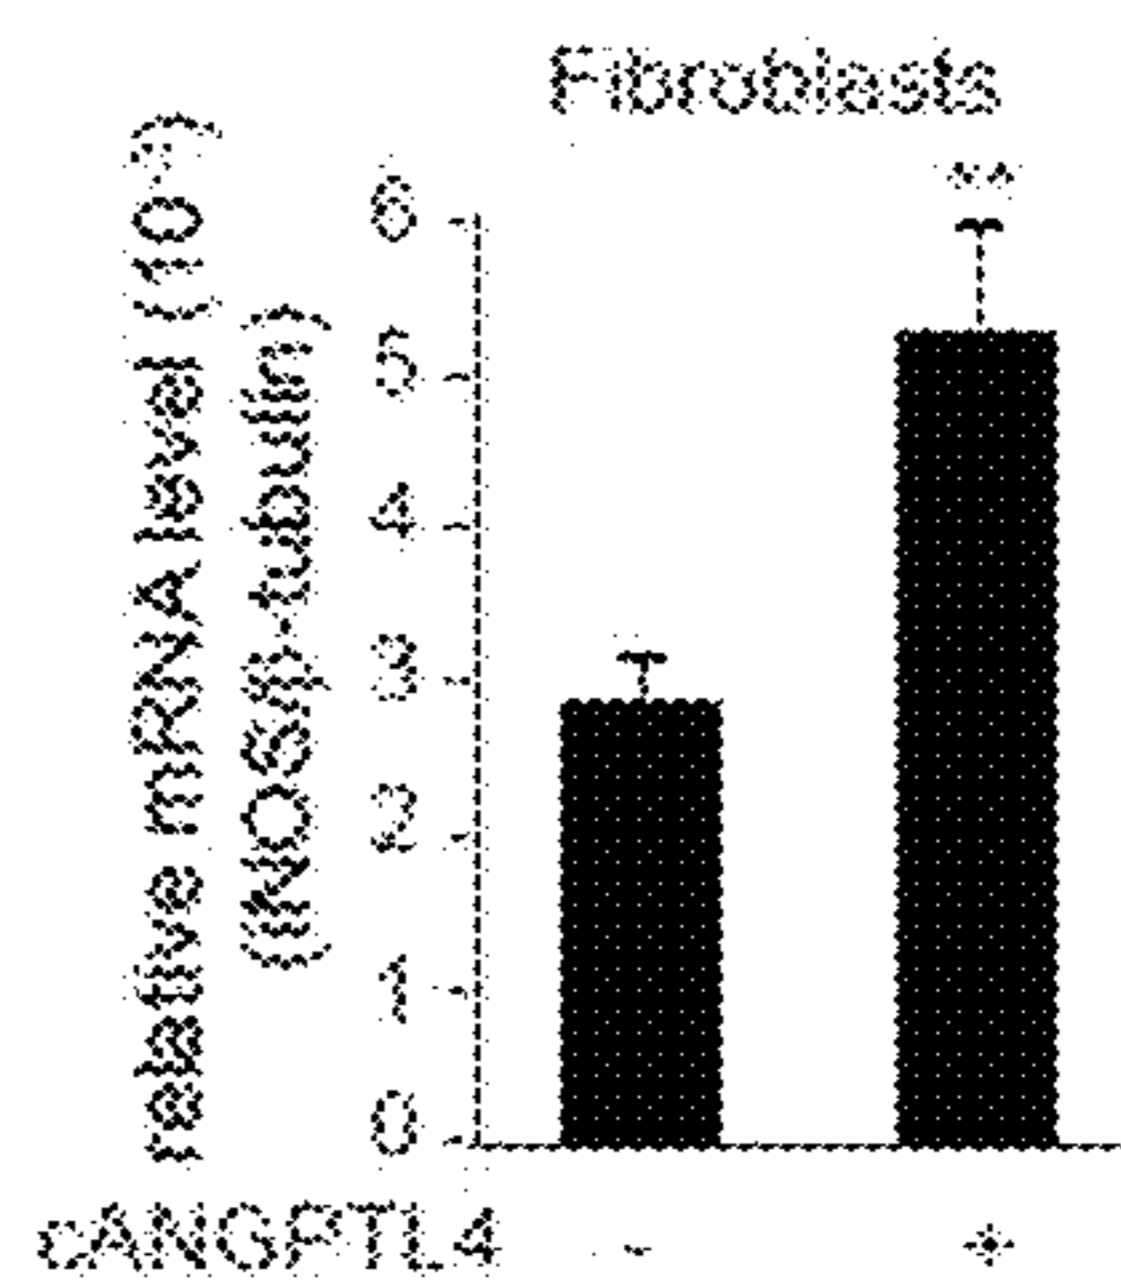 Fibroblasts
**
relative mRNA level (10⁻³)
(iNOS/β-tubulin)
6
5
4
3
2
1
0
cANGPTL4 - +